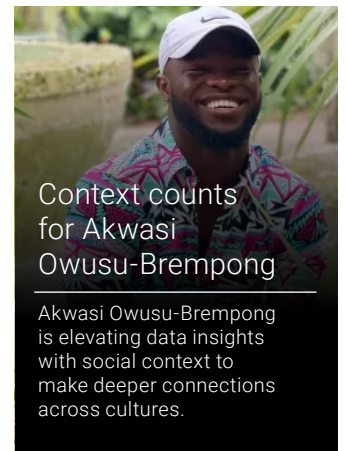 Context counts
for Akwasi
Owusu-Brempong
Akwasi Owusu-Brempong
is elevating data insights
with social context to
make deeper connections
across cultures.